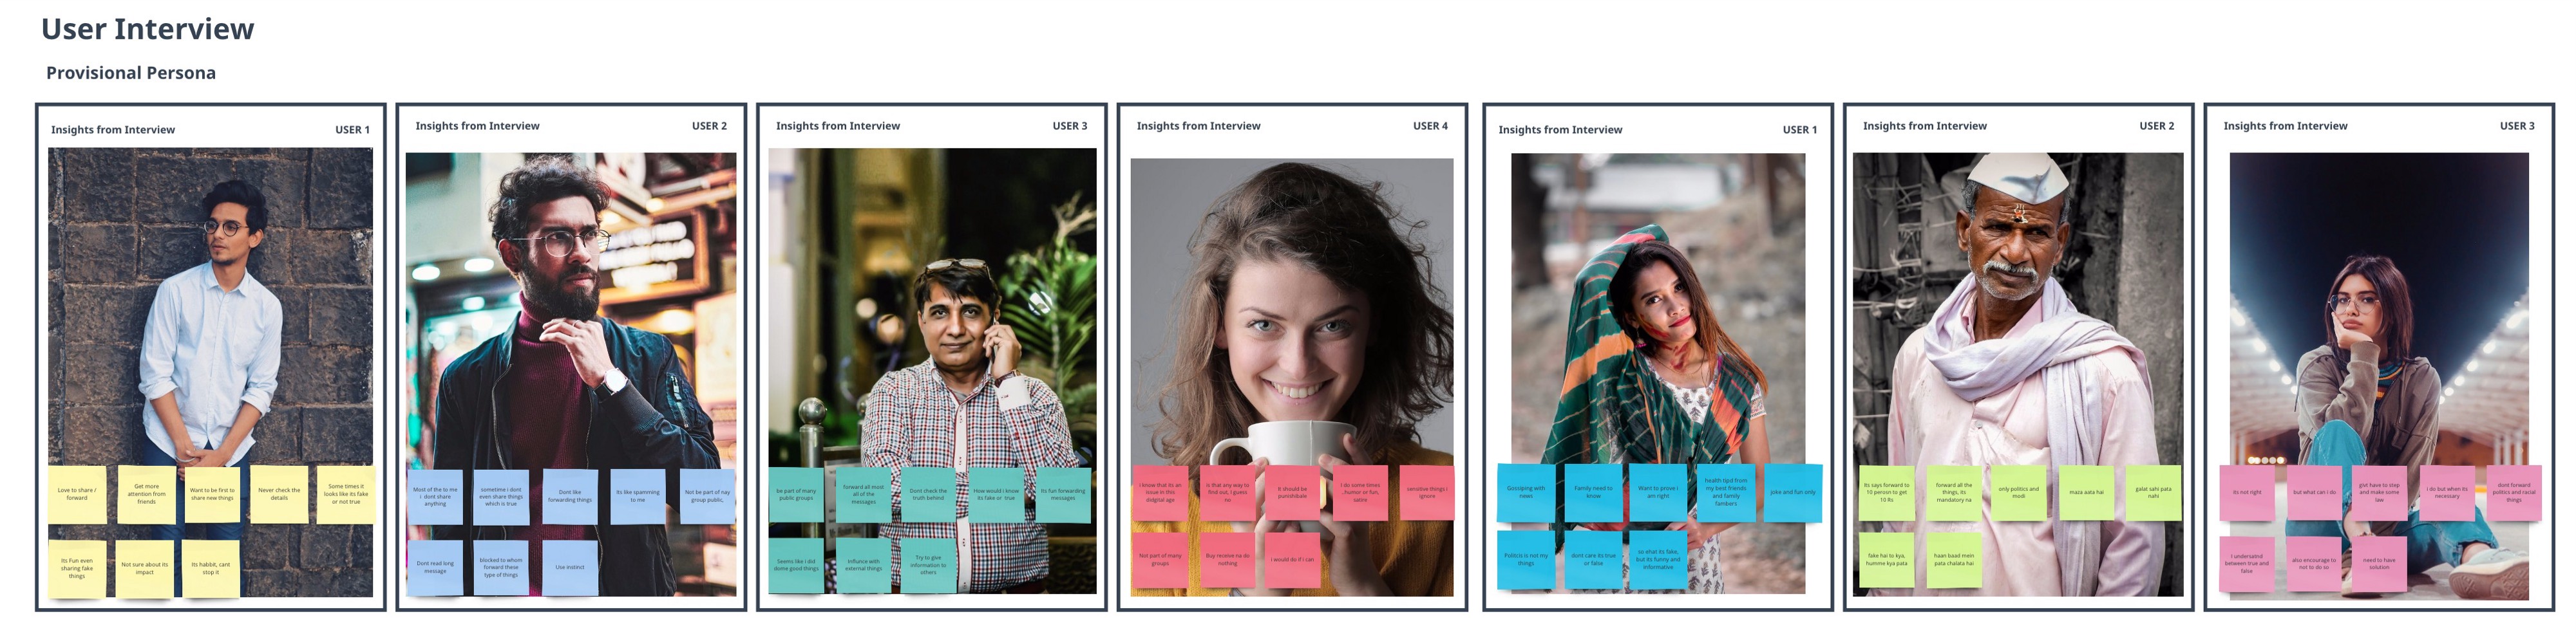 User Interview
Provisional Persona
Insights from Interview
USER 1
Love to share /
forward
Get more
attention from
friends
Want to be first to
share new things
Never check the
details
Some times it
looks like its fake
or not true
Its Fun even
sharing fake
things
Not sure about its
impact
Its habbit, cant
stop it
Insights from Interview
USER 2
Most of the to me
i dont share
anything
sometime i dont
even share things
which is true.
Dont like
forwarding things
Its like spamming
to me
Not be part of nay
group public,
Dont read long
message
blocked to whom
forward these
type of things
Use instinct
Insights from Interview
USER 3
be part of many
public groups
forward all most
all of the
messages
Dont check the
truth behind
How would i know
its fake or true
Its fun forwarding
messages
Seems like i did
dome good things
Influnce with
external things
Try to give
information to
others
Insights from Interview
USER 4
i know that its an
issue in this
didgital age
is that any way to
find out, I guess
no
It should be
punishbale
I do some times
, humor or fun,
satire
sensitive things i
ignore
Not part of many
groups
Bay receive na do
nothing
i would do if i can
Insights from Interview
USER 1
Gossiping with
news
Family need to
know
Want to prove i
am right
health tipd from
my best friends
and family
fambers
joke and fun only
Politcis is not my
things
dont care its true
or false
so what its fake,
but its funny and
informative
Insights from Interview
USER 2
Its says forward to
10 person to get
10 Rs
forward all the
things, its
mandatory na
only politics and
modi
maza aata hai
galat sahi pata
nahi
fake hai to kya,
humme kya pata
haan baad mein
pata chalata hai
Insights from Interview
USER 3
Its not right
but what can i do
givt have to step
and make some
law
I do but when its
necessary
dont forward
politics and racial
things
I undersated
between true and
false
also encourage to
not to do so
need to have
solution